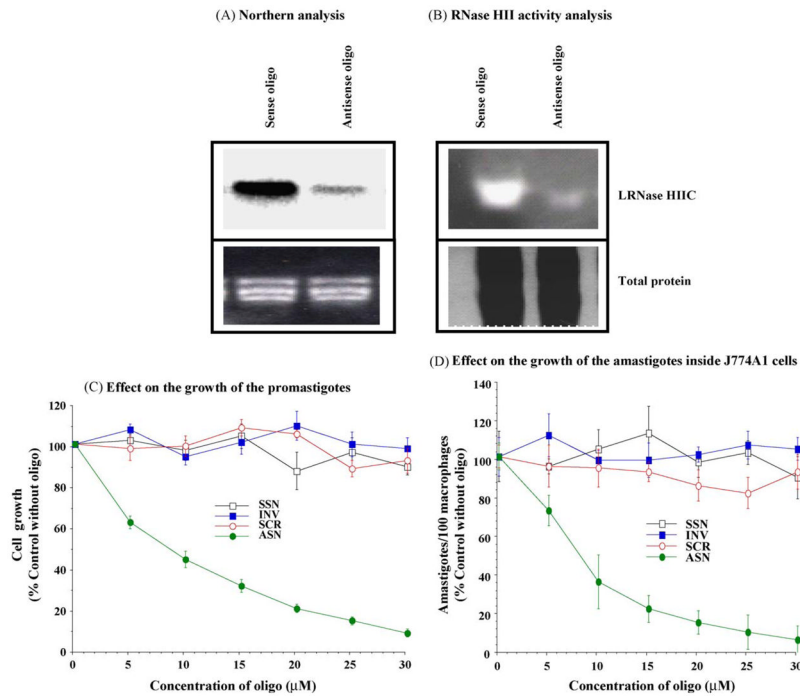 (A) Northern analysis
(B) RNase HII activity analysis
Sense oligo
Antisense oligo
Sense oligo
Antisense oligo
LRNase HIIC
Total protein
(C) Effect on the growth of the promastigotes
120
100
80
60
40
20
0
Cell growth
(% Control without oligo)
SSN
INV
SCR
ASN
0 5 10 15 20 25 30
Concentration of oligo (μM)
(D) Effect on the growth of the amastigotes inside J774A1 cells
140
120
100
80
60
40
20
0
Amastigotes/100 macrophages
(% Control without oligo)
SSN
INV
SCR
ASN
0 5 10 15 20 25 30
Concentration of oligo (μM)